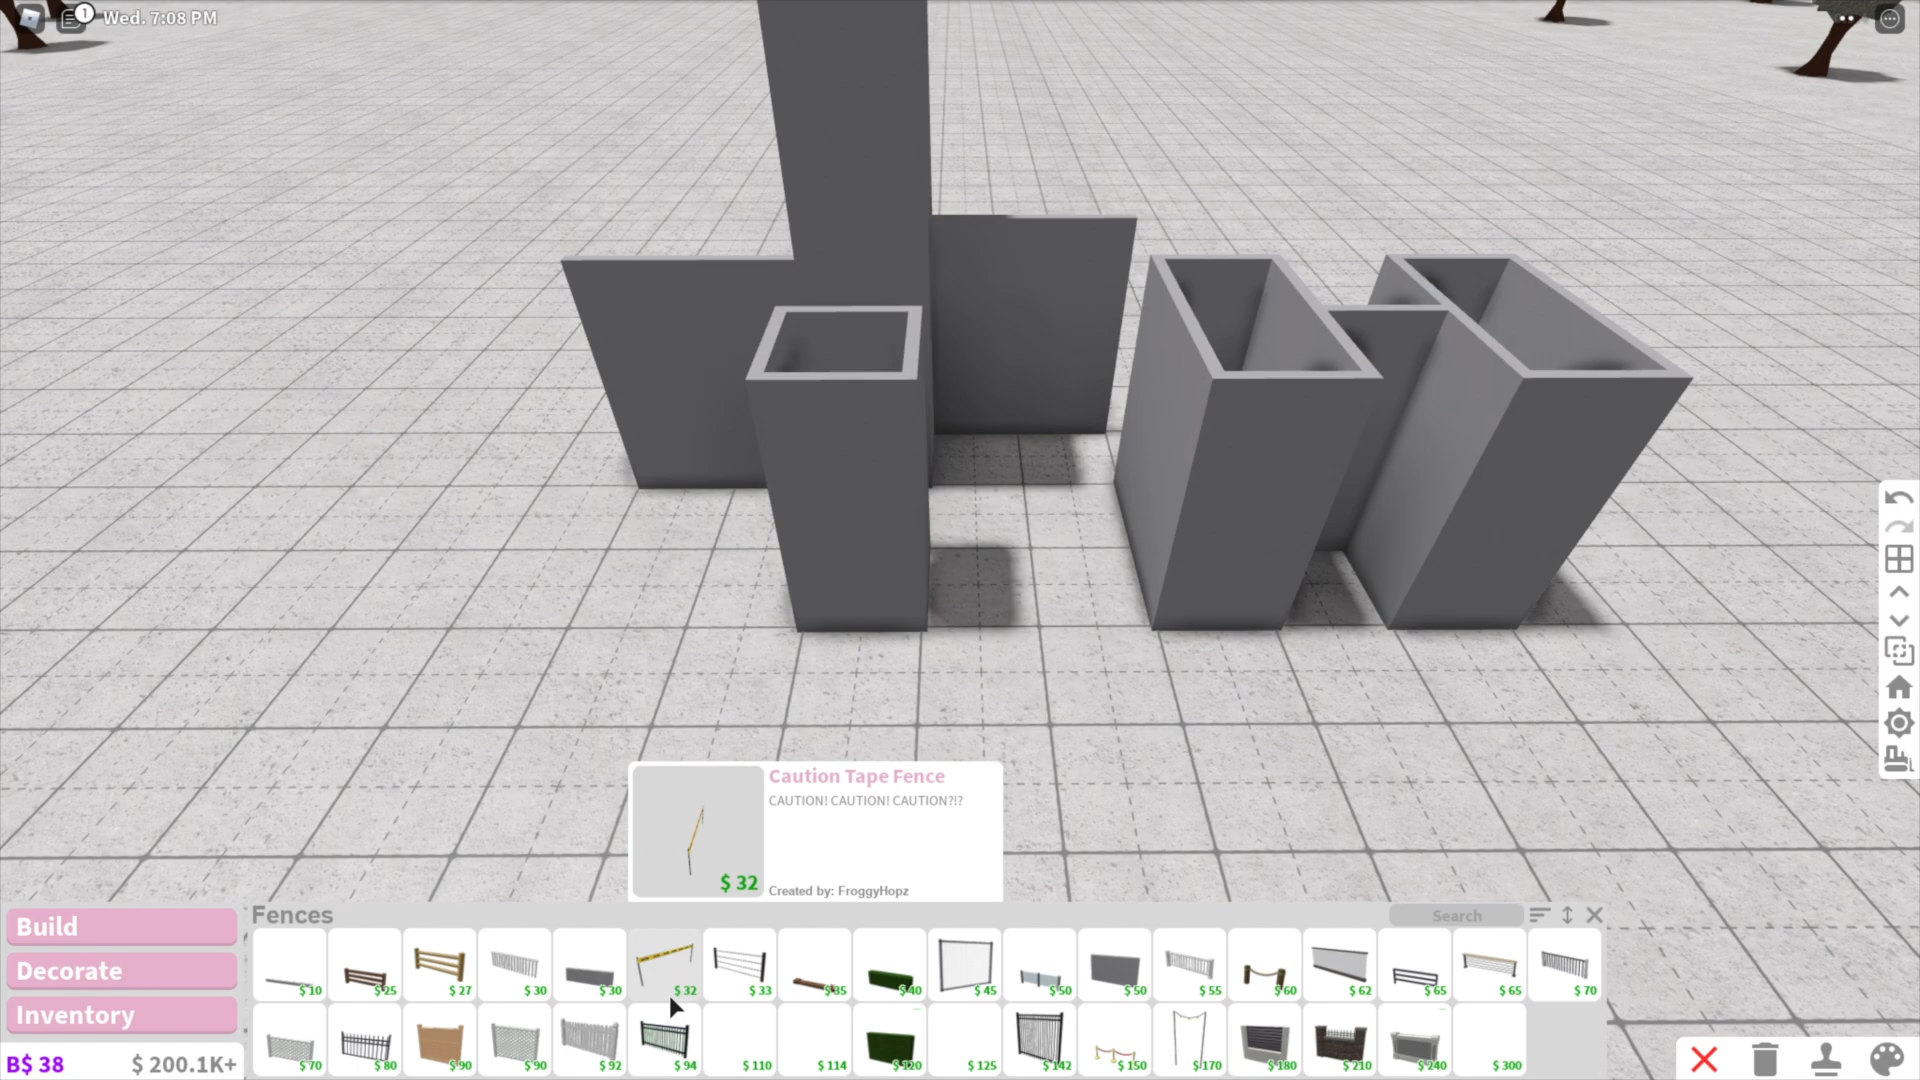 1 Wed. 7:08 PM
Caution Tape Fence
CAUTION! CAUTION! CAUTION?!?
$ 32
Created by: FroggyHopz
Fences
Search
Build
Decorate
Inventory
B$ 38
$ 200.1K+
$ 10 $ 25 $ 27 $ 30 $ 30 $ 32 $ 33 $ 35 $ 40 $ 45 $ 50 $ 50 $ 55 $ 60 $ 62 $ 65 $ 65 $ 70
$ 70 $ 80 $ 90 $ 90 $ 92 $ 94 $ 110 $ 114 $ 120 $ 125 $ 142 $ 150 $ 170 $ 180 $ 210 $ 240 $ 300